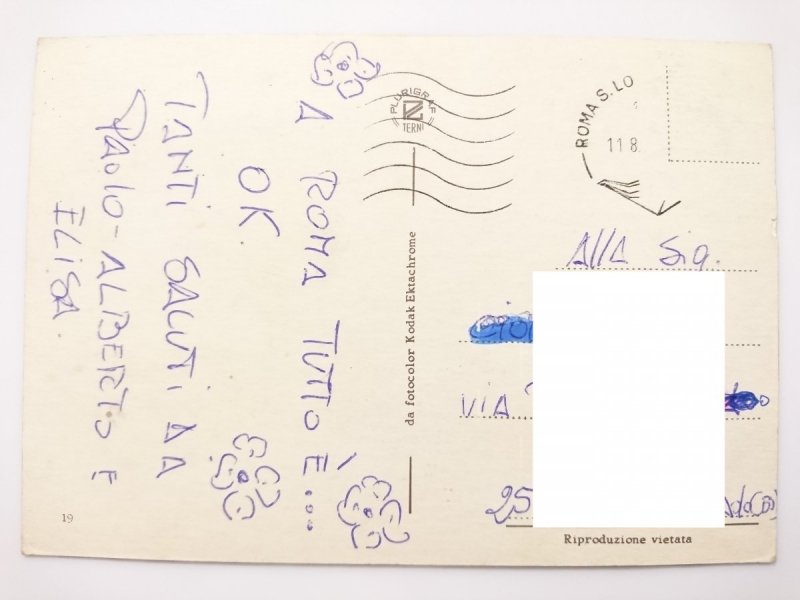 A ROMA TUTTO È....
OK
TANTI SALUTI DA
PAOLO-ALBERTO E
ELISA.
PLURIGRAF
TERNI
da fotocolor Kodak Ektachrome
ROMA S. LO
11 8
Alla Sig.
VIA
25
Riproduzione vietata
19